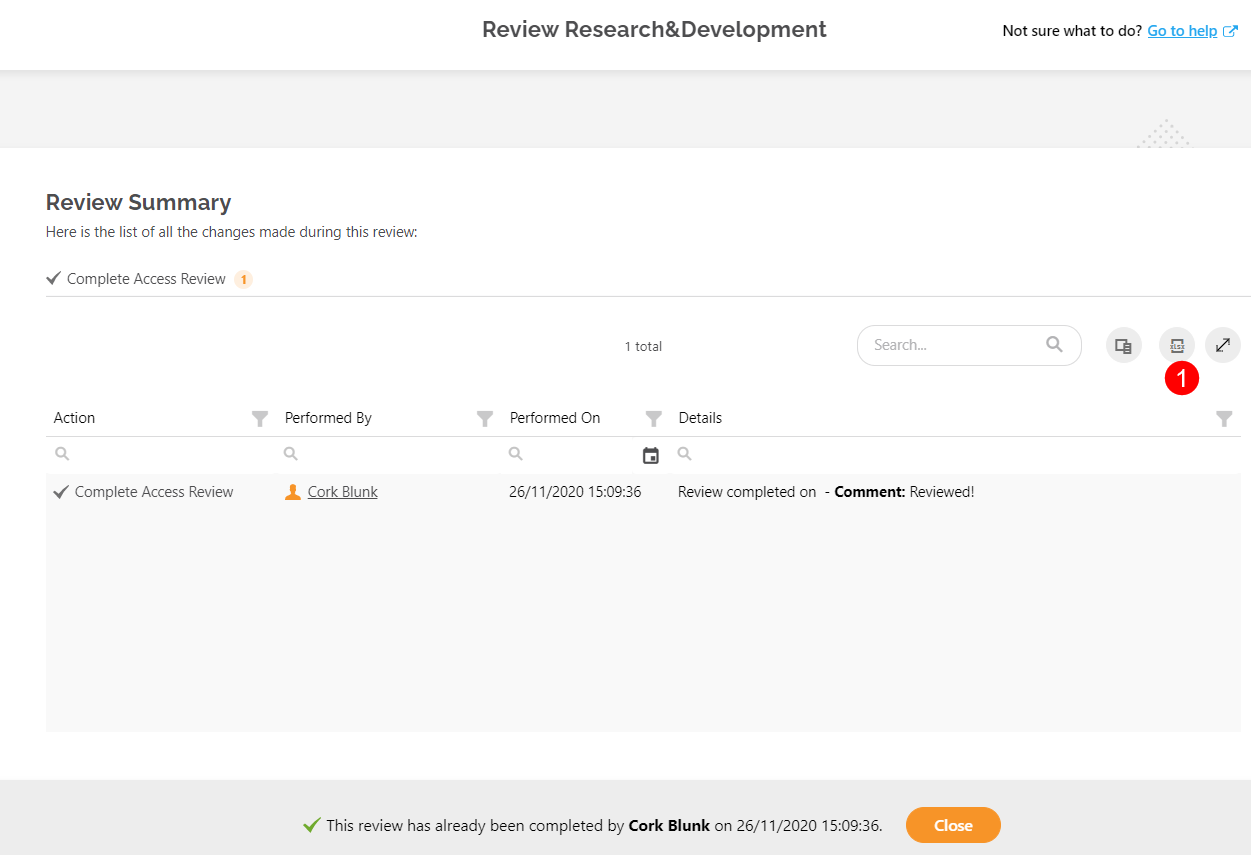 Review Research&Development
Not sure what to do? Go to help
Review Summary
Here is the list of all the changes made during this review:
Complete Access Review 1
1 total
Search...
xlsx
1
Action Performed By Performed On Details
Complete Access Review Cork Blunk 26/11/2020 15:09:36 Review completed on - Comment: Reviewed!
This review has already been completed by Cork Blunk on 26/11/2020 15:09:36.
Close